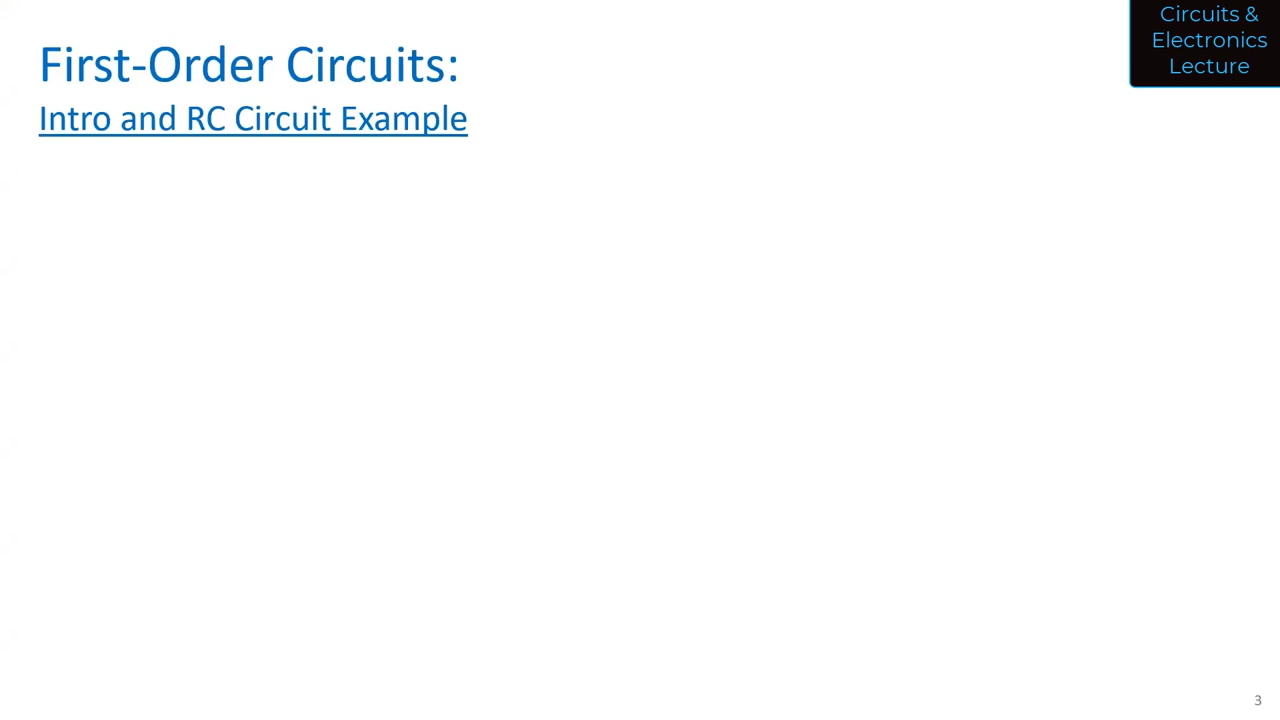 First-Order Circuits:
Intro and RC Circuit Example
Circuits &
Electronics
Lecture
3